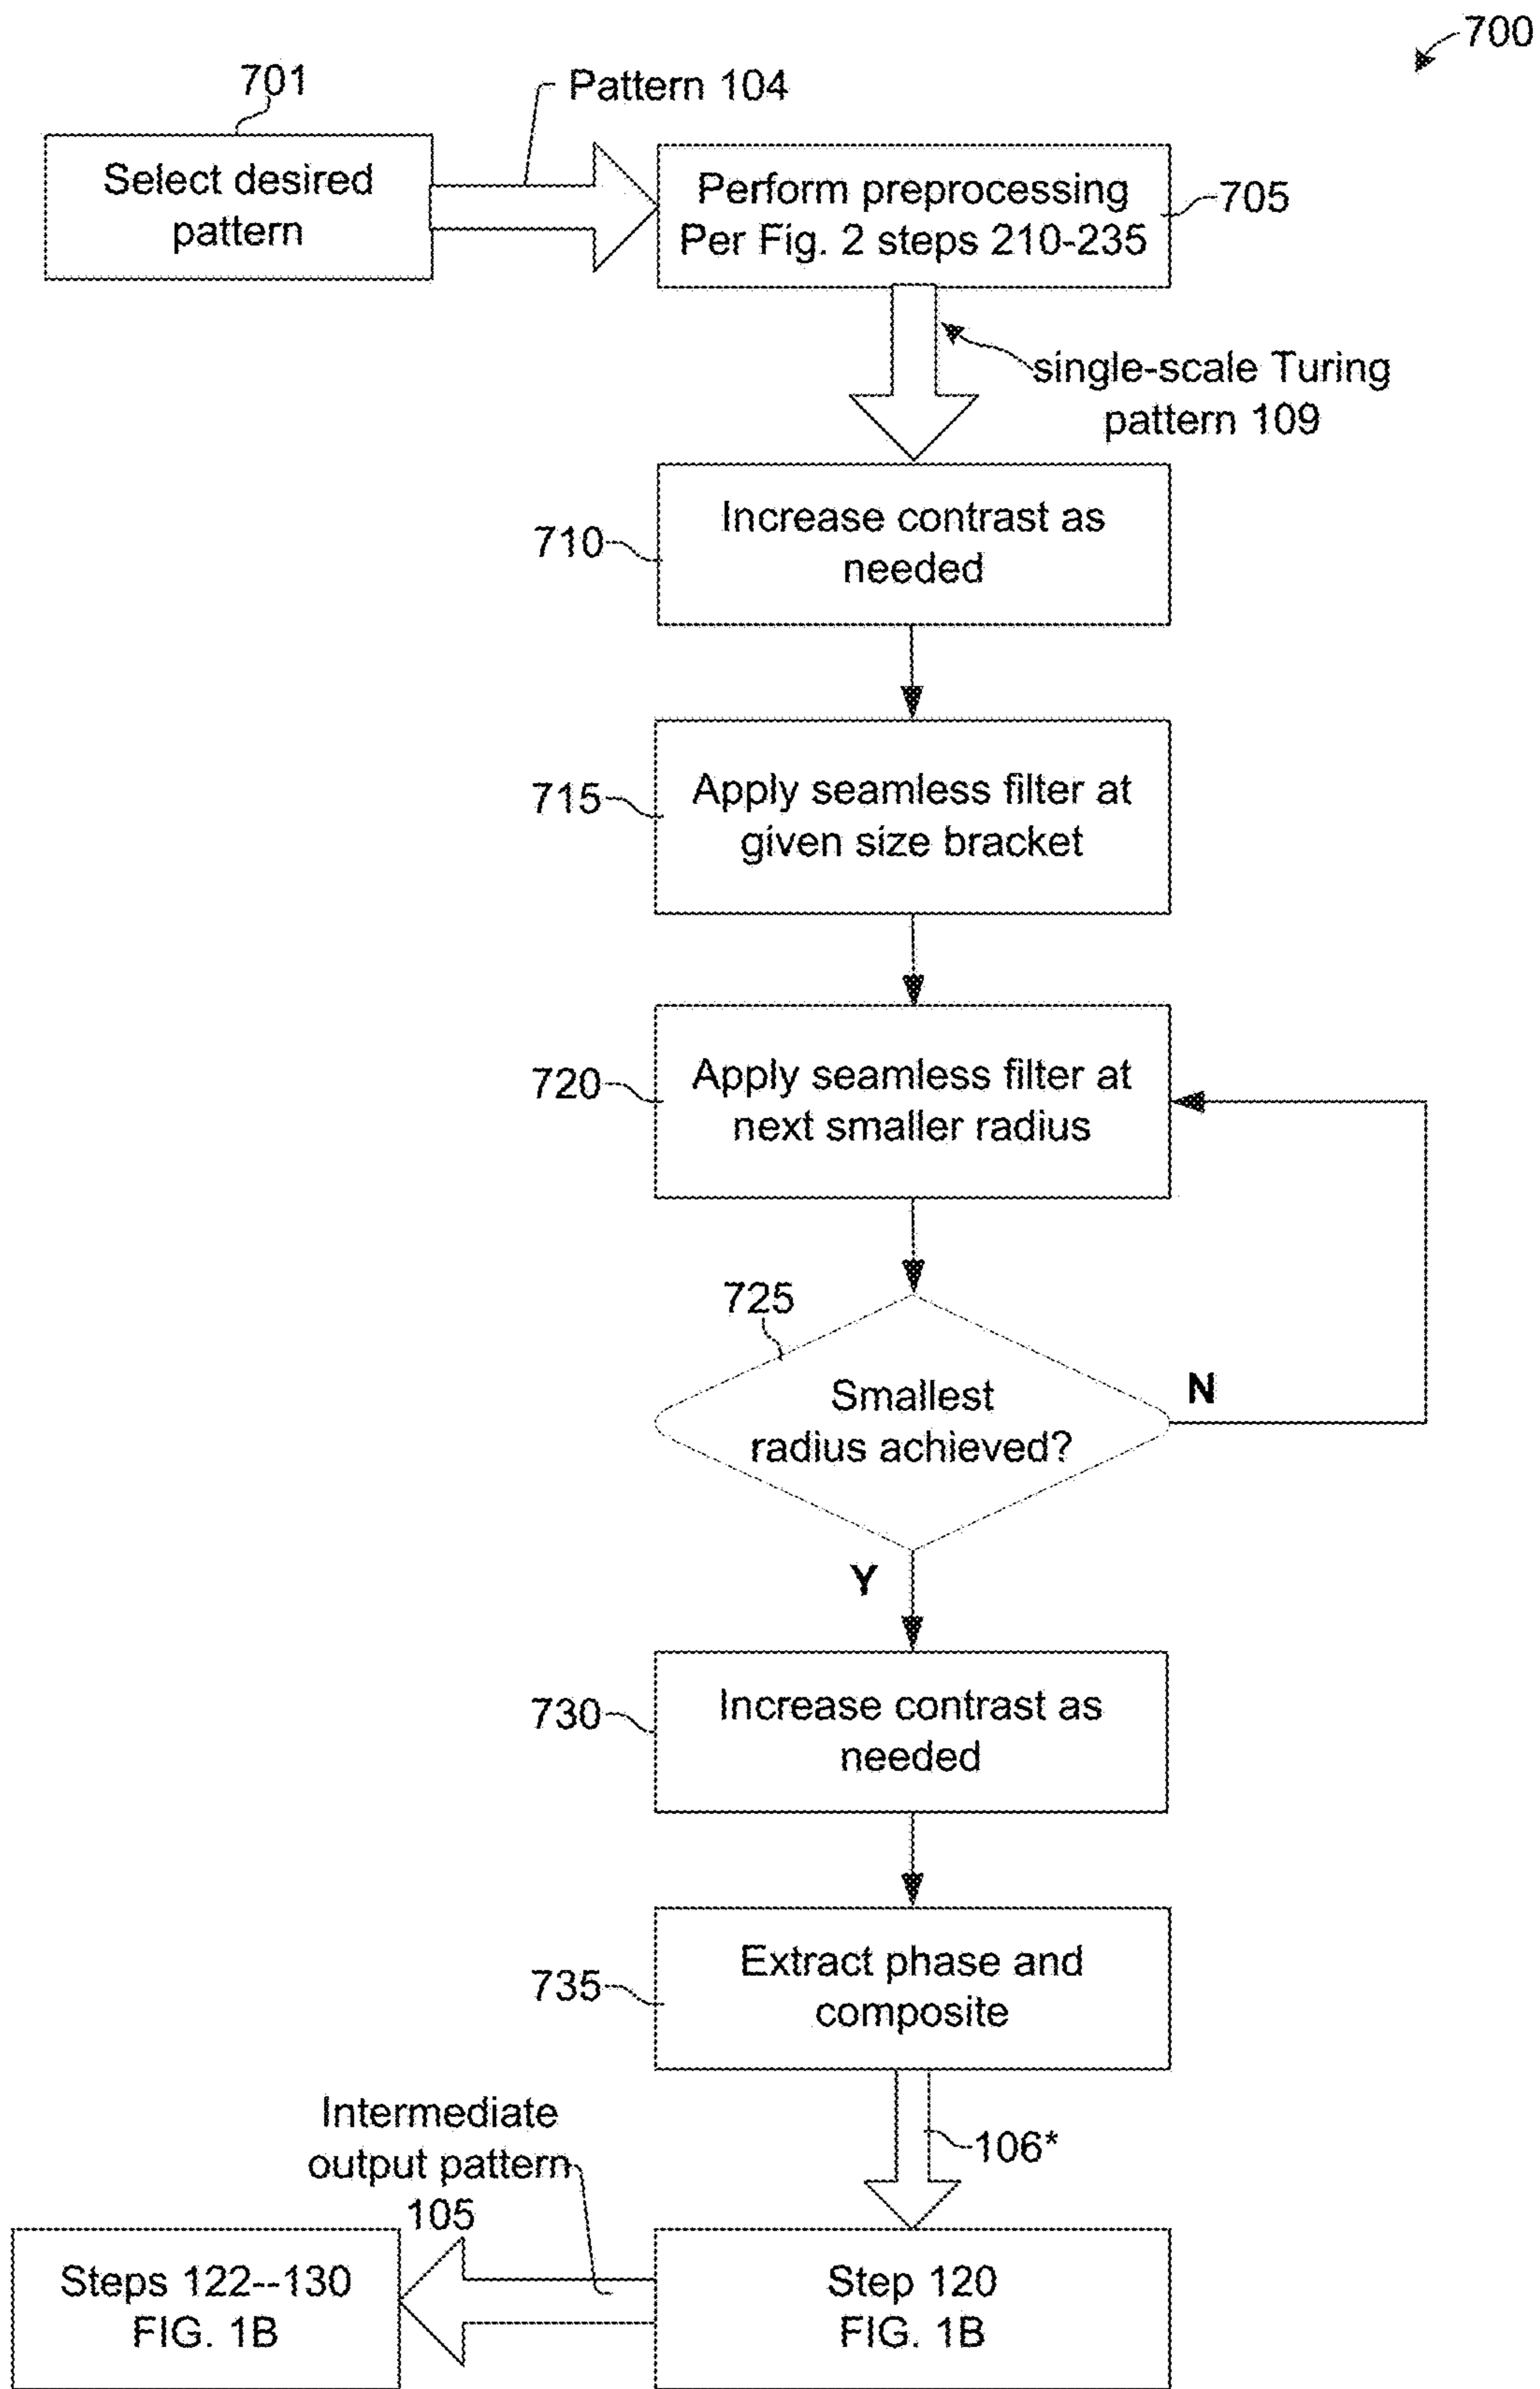 700
701
Pattern 104
Select desired
pattern
Perform preprocessing
Per Fig. 2 steps 210-235
705
single-scale Turing
pattern 109
Increase contrast as
needed
710
Apply seamless filter at
given size bracket
715
Apply seamless filter at
next smaller radius
720
725
Smallest
radius achieved?
N
Y
Increase contrast as
needed
730
Extract phase and
composite
735
106*
Intermediate
output pattern
105
Steps 122--130
FIG. 1B
Step 120
FIG. 1B